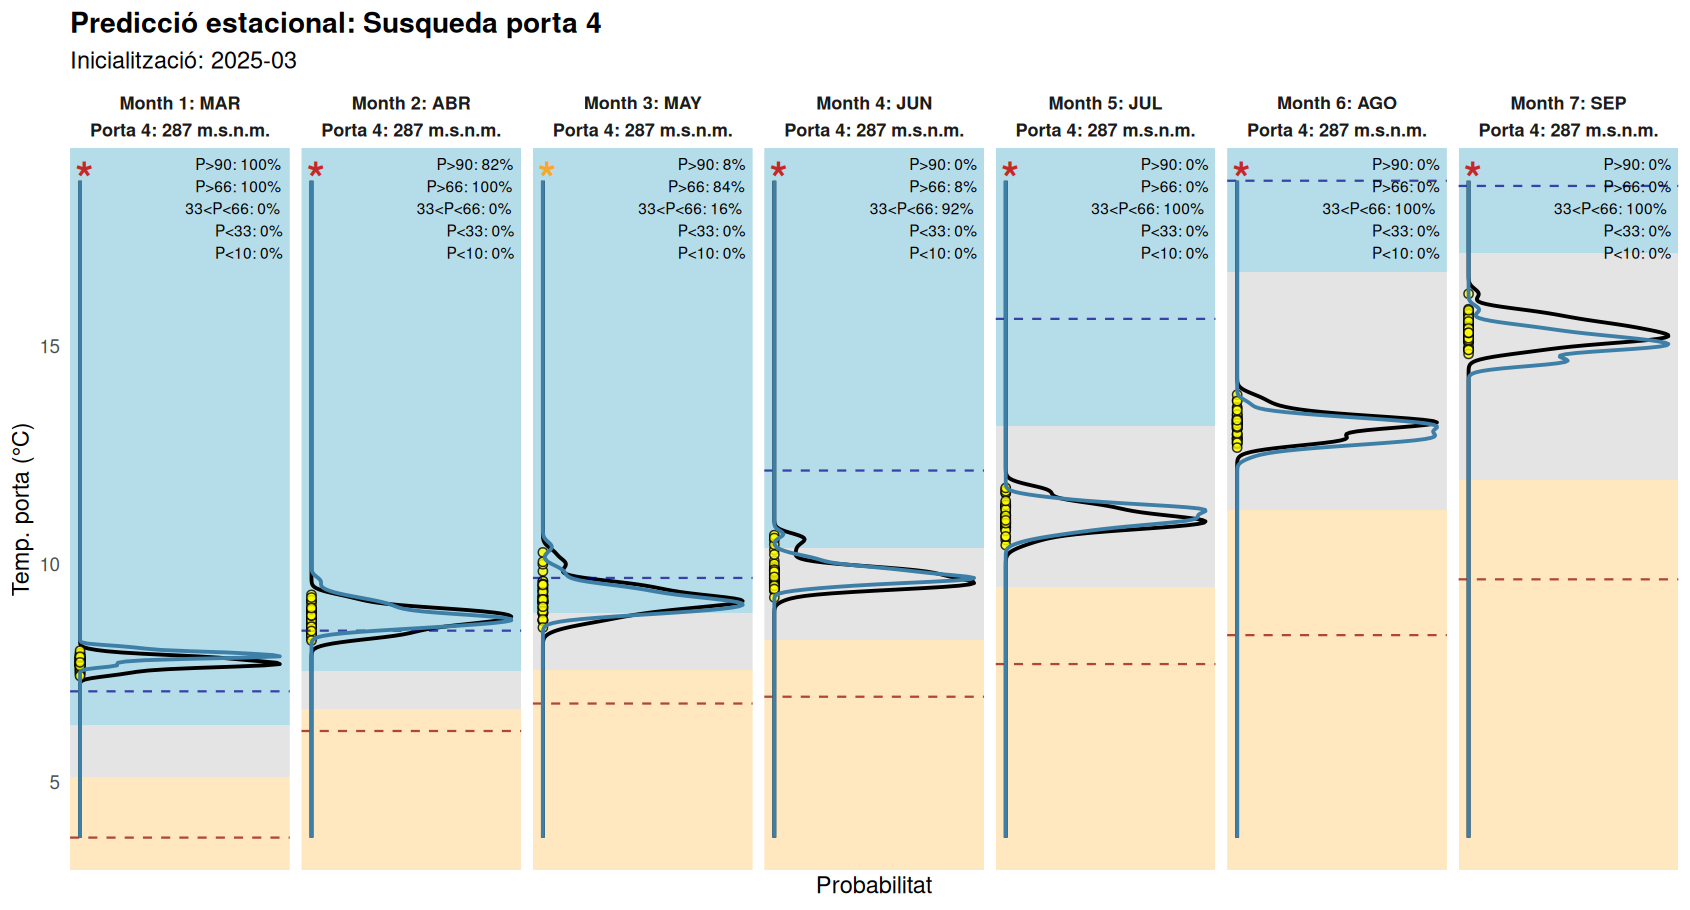 Predicció estacional: Susqueda porta 4
Inicialització: 2025-03
Month 1: MAR
Porta 4: 287 m.s.n.m.
Month 2: ABR
Porta 4: 287 m.s.n.m.
Month 3: MAY
Porta 4: 287 m.s.n.m.
Month 4: JUN
Porta 4: 287 m.s.n.m.
Month 5: JUL
Porta 4: 287 m.s.n.m.
Month 6: AGO
Porta 4: 287 m.s.n.m.
Month 7: SEP
Porta 4: 287 m.s.n.m.
*
P>90: 100%
P>66: 100%
33<P<66: 0%
P<33: 0%
P<10: 0%
*
P>90: 82%
P>66: 100%
33<P<66: 0%
P<33: 0%
P<10: 0%
*
P>90: 8%
P>66: 84%
33<P<66: 16%
P<33: 0%
P<10: 0%
*
P>90: 0%
P>66: 8%
33<P<66: 92%
P<33: 0%
P<10: 0%
*
P>90: 0%
P>66: 0%
33<P<66: 100%
P<33: 0%
P<10: 0%
*
P>90: 0%
P>66: 0%
33<P<66: 100%
P<33: 0%
P<10: 0%
*
P>90: 0%
P>66: 0%
33<P<66: 100%
P<33: 0%
P<10: 0%
15
10
5
Temp. porta (°C)
Probabilitat